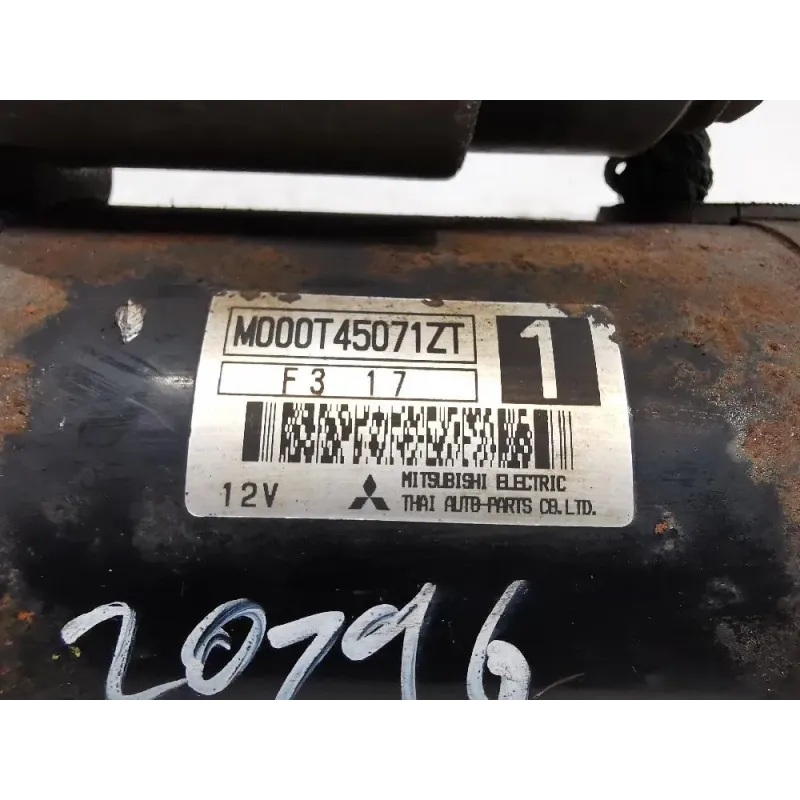 M000T45071ZT 1
F3 17
12V MITSUBISHI ELECTRIC
THAI AUTO-PARTS CO.,LTD.
20796